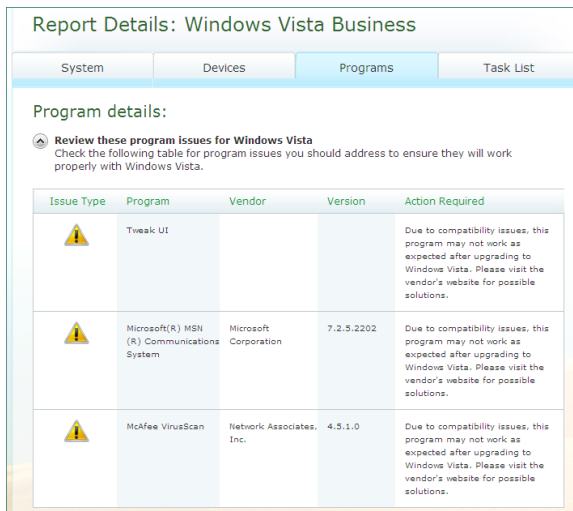 Report Details: Windows Vista Business
System
Devices
Programs
Task List
Program details:
Review these program issues for Windows Vista
Check the following table for program issues you should address to ensure they will work
properly with Windows Vista.
Issue Type
Program
Vendor
Version
Action Required
Tweak UI
Due to compatibility issues, this
program may not work as
expected after upgrading to
Windows Vista. Please visit the
vendor's website for possible
solutions.
Microsoft(R) MSN
(R) Communications
System
Microsoft
Corporation
7.2.5.2202
Due to compatibility issues, this
program may not work as
expected after upgrading to
Windows Vista. Please visit the
vendor's website for possible
solutions.
McAfee VirusScan
Network Associates,
Inc.
4.5.1.0
Due to compatibility issues, this
program may not work as
expected after upgrading to
Windows Vista. Please visit the
vendor's website for possible
solutions.